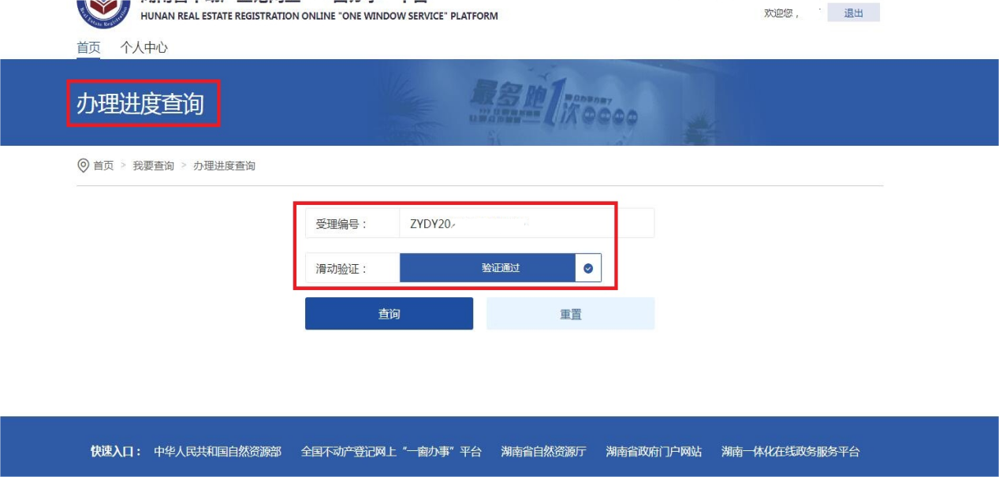 HUNAN REAL ESTATE REGISTRATION ONLINE "ONE WINDOW SERVICE" PLATFORM
欢迎您， 退出
首页 个人中心
办理进度查询
最多跑1次
首页 > 我要查询 > 办理进度查询
受理编号： ZYDY20
滑动验证： 验证通过
查询 重置
快速入口： 中华人民共和国自然资源部 全国不动产登记网上“一窗办事”平台 湖南省自然资源厅 湖南省政府门户网站 湖南一体化在线政务服务平台